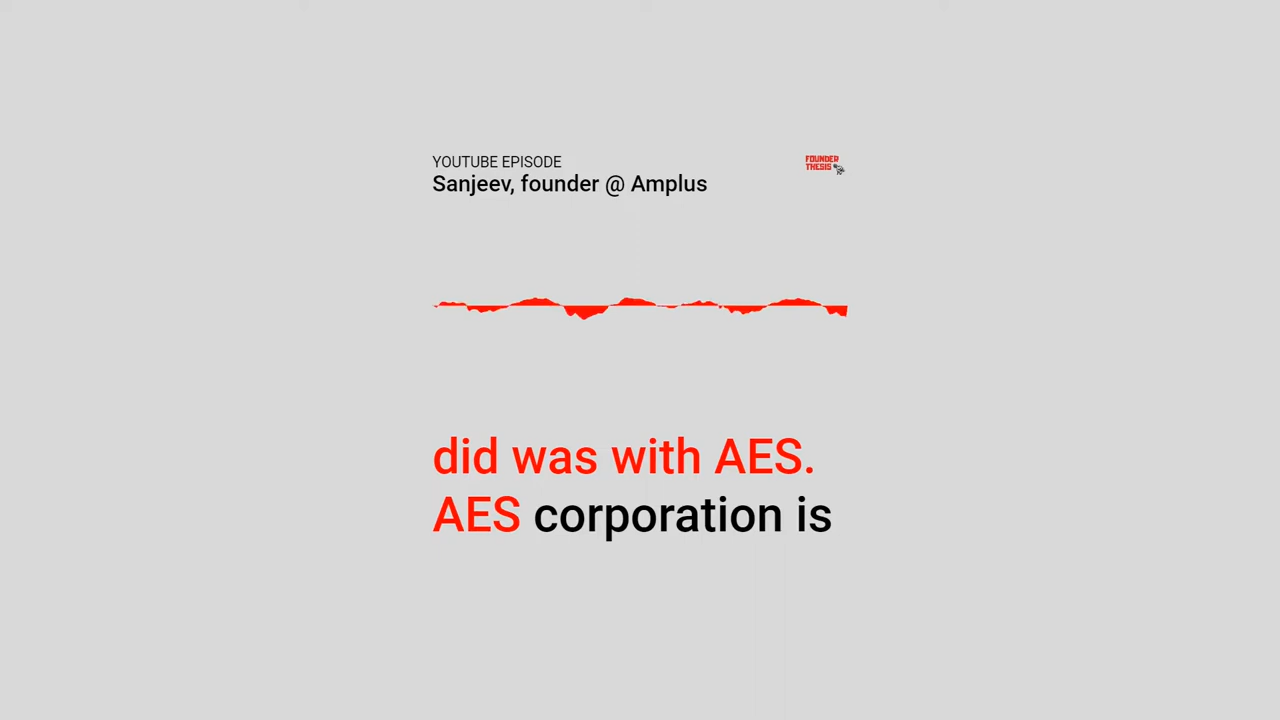 YOUTUBE EPISODE
Sanjeev, founder @ Amplus
FOUNDER
THESIS
did was with AES.
AES corporation is